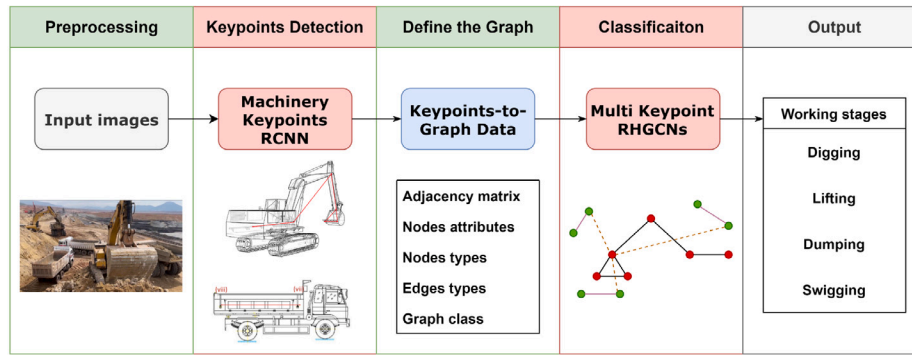 Preprocessing
Keypoints Detection
Define the Graph
Classificaiton
Output
Input images
Machinery
Keypoints
RCNN
Keypoints-to-
Graph Data
Multi Keypoint
RHGCNs
Working stages
Digging
Lifting
Dumping
Swigging
Adjacency matrix
Nodes attributes
Nodes types
Edges types
Graph class
(viii)